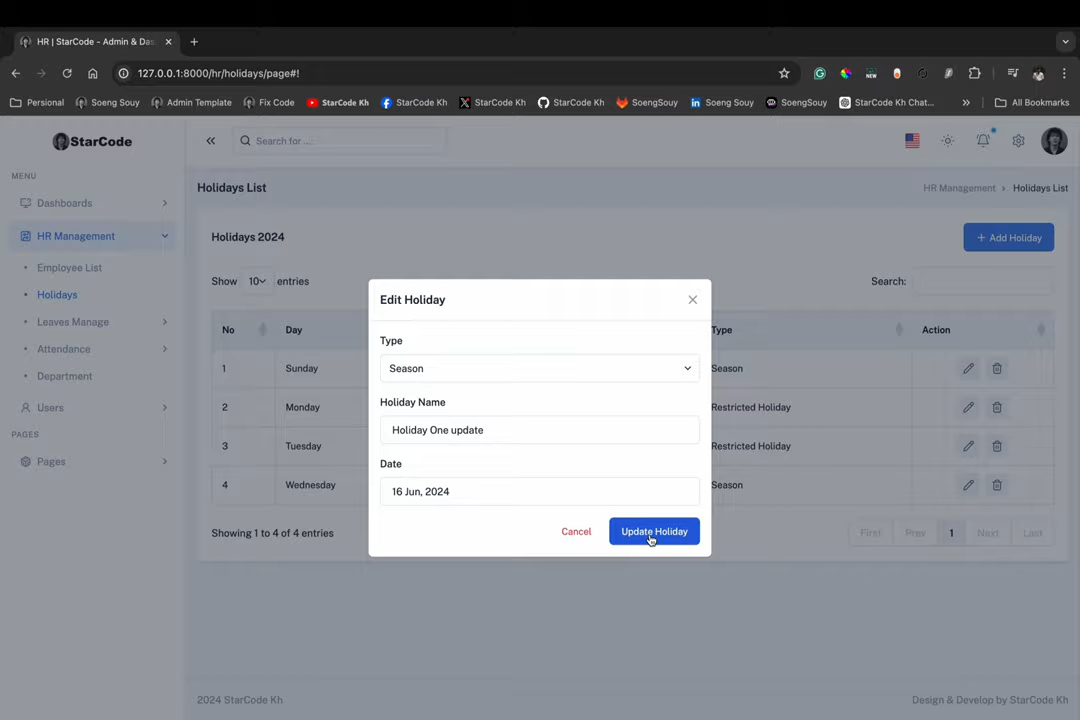 HR | StarCode - Admin & Das
127.0.0.1:8000/hr/holidays/page#!
NEW
Personal
Soeng Souy
Admin Template
Fix Code
StarCode Kh
StarCode Kh
StarCode Kh
StarCode Kh
SoengSouy
Soeng Souy
SoengSouy
StarCode Kh Chat...
All Bookmarks
StarCode
Search for ...
MENU
Dashboards
HR Management
Employee List
Holidays
Leaves Manage
Attendance
Department
Users
PAGES
Pages
Holidays List
HR Management
Holidays List
Holidays 2024
+ Add Holiday
Show 10 entries
Search:
No Day Type Action
1 Sunday Season
2 Monday Restricted Holiday
3 Tuesday Restricted Holiday
4 Wednesday Season
Showing 1 to 4 of 4 entries
First Prev 1 Next Last
Edit Holiday
Type
Season
Holiday Name
Holiday One update
Date
16 Jun, 2024
Cancel
Update Holiday
2024 StarCode Kh
Design & Develop by StarCode Kh